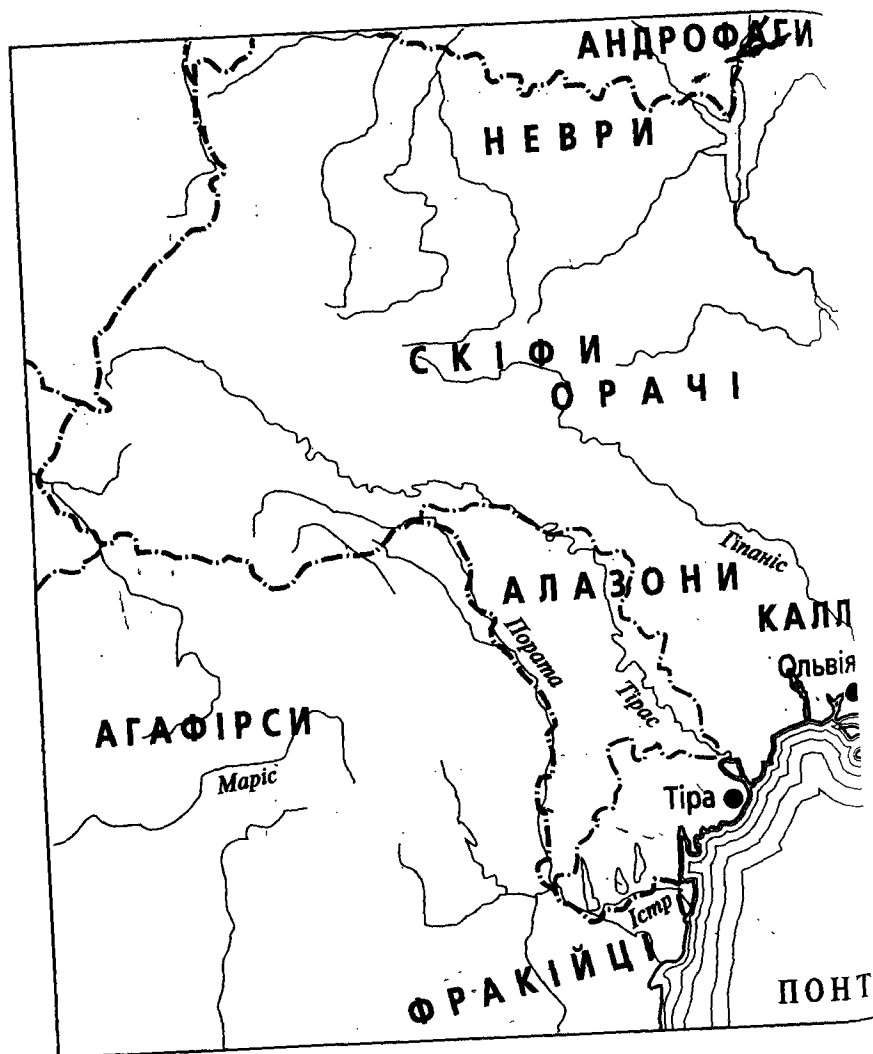 АНДРОФАГИ
НЕВРИ
СКІФИ
ОРАЧІ
Гіпаніс
АЛАЗОНИ
КАЛЛ
Пората
Ольвія
Тірас
АГАФІРСИ
Маріс
Тіра
Істр
ФРАКІЙЦІ
ПОНТ